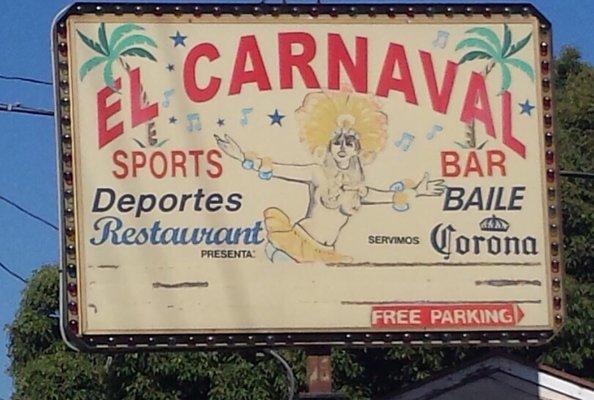 EL CARNAVAL
SPORTS BAR
Deportes BAILE
Restaurant SERVIMOS Corona
PRESENTA:
FREE PARKING